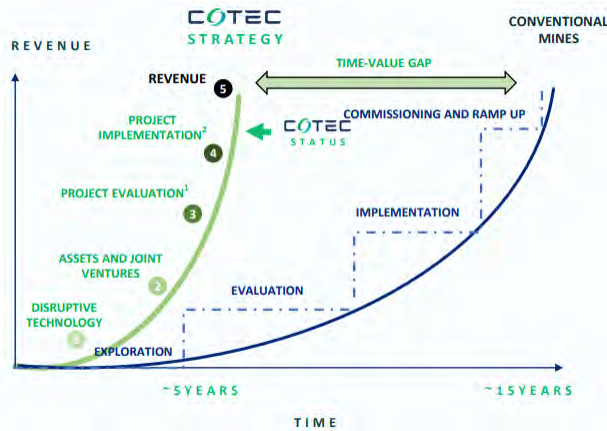 COTEC
STRATEGY
CONVENTIONAL
MINES
REVENUE
TIME-VALUE GAP
REVENUE
5
COMMISSIONING AND RAMP UP
PROJECT
IMPLEMENTATION²
COTEC
STATUS
4
PROJECT EVALUATION¹
3
IMPLEMENTATION
ASSETS AND JOINT
VENTURES
2
EVALUATION
DISRUPTIVE
TECHNOLOGY
EXPLORATION
~5YEARS
~15YEARS
TIME